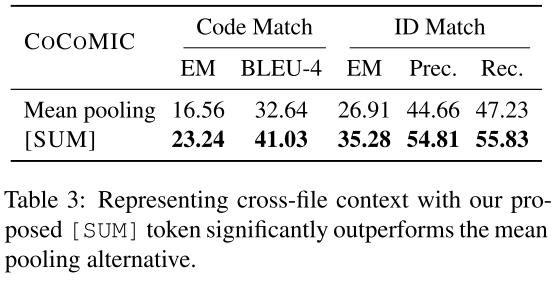 COCOMIC Code Match ID Match
EM BLEU-4 EM Prec. Rec.
Mean pooling 16.56 32.64 26.91 44.66 47.23
[SUM] 23.24 41.03 35.28 54.81 55.83
Table 3: Representing cross-file context with our pro-
posed [SUM] token significantly outperforms the mean
pooling alternative.